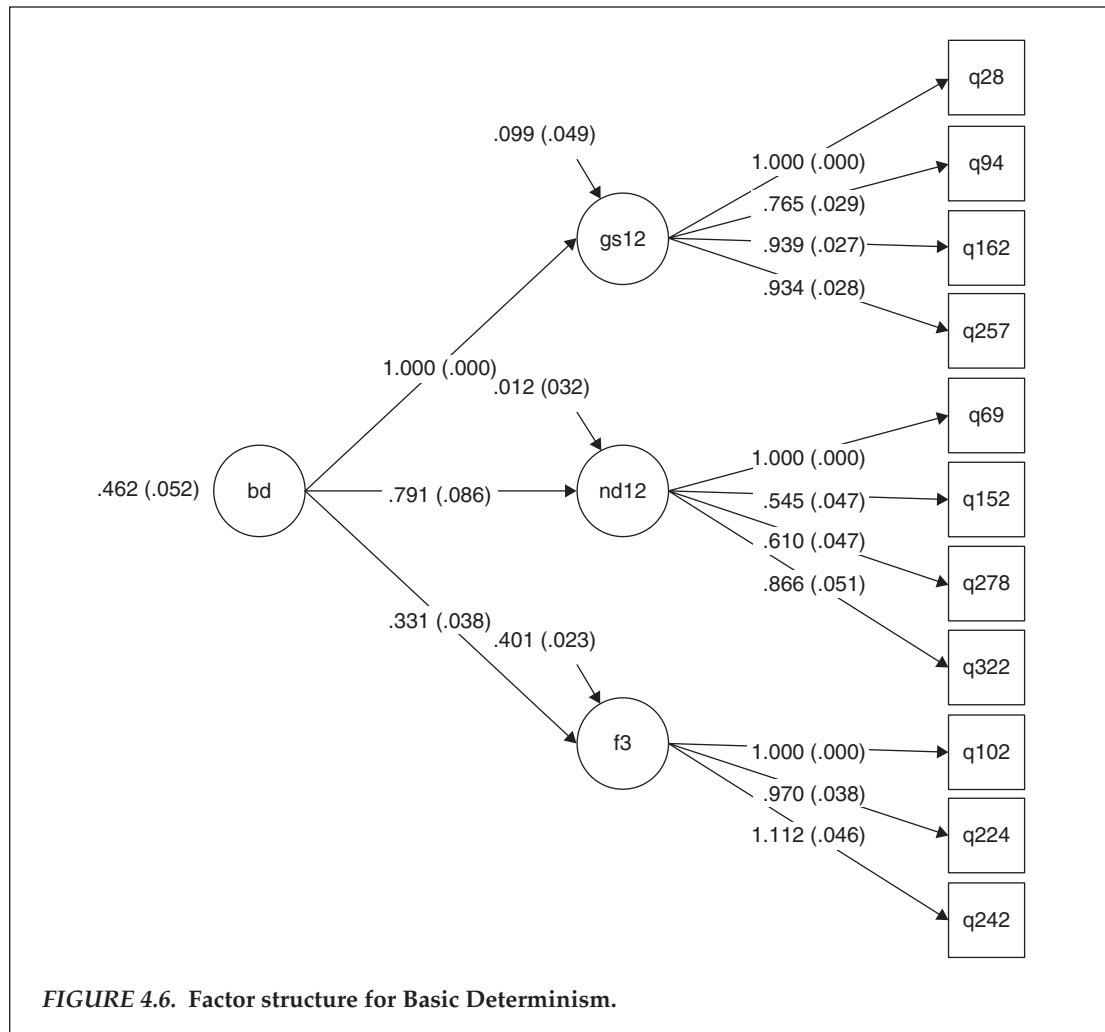 q28
.099 (.049)
1.000 (.000)
q94
.765 (.029)
gs12
.939 (.027)
q162
.934 (.028)
q257
1.000 (.000)
.012 (032)
q69
1.000 (.000)
.462 (.052)
bd
.791 (.086)
nd12
.545 (.047)
q152
.610 (.047)
q278
.866 (.051)
.331 (.038)
.401 (.023)
q322
f3
1.000 (.000)
q102
.970 (.038)
q224
1.112 (.046)
q242
FIGURE 4.6. Factor structure for Basic Determinism.